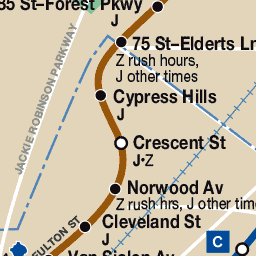 85 St–Forest Pkwy
J
75 St–Elderts Ln
Z rush hours,
J other times
JACKIE ROBINSON PARKWAY
Cypress Hills
J
Crescent St
J•Z
Norwood Av
Z rush hrs, J other time
FULTON ST
Cleveland St
J
C
Van Siclen Av